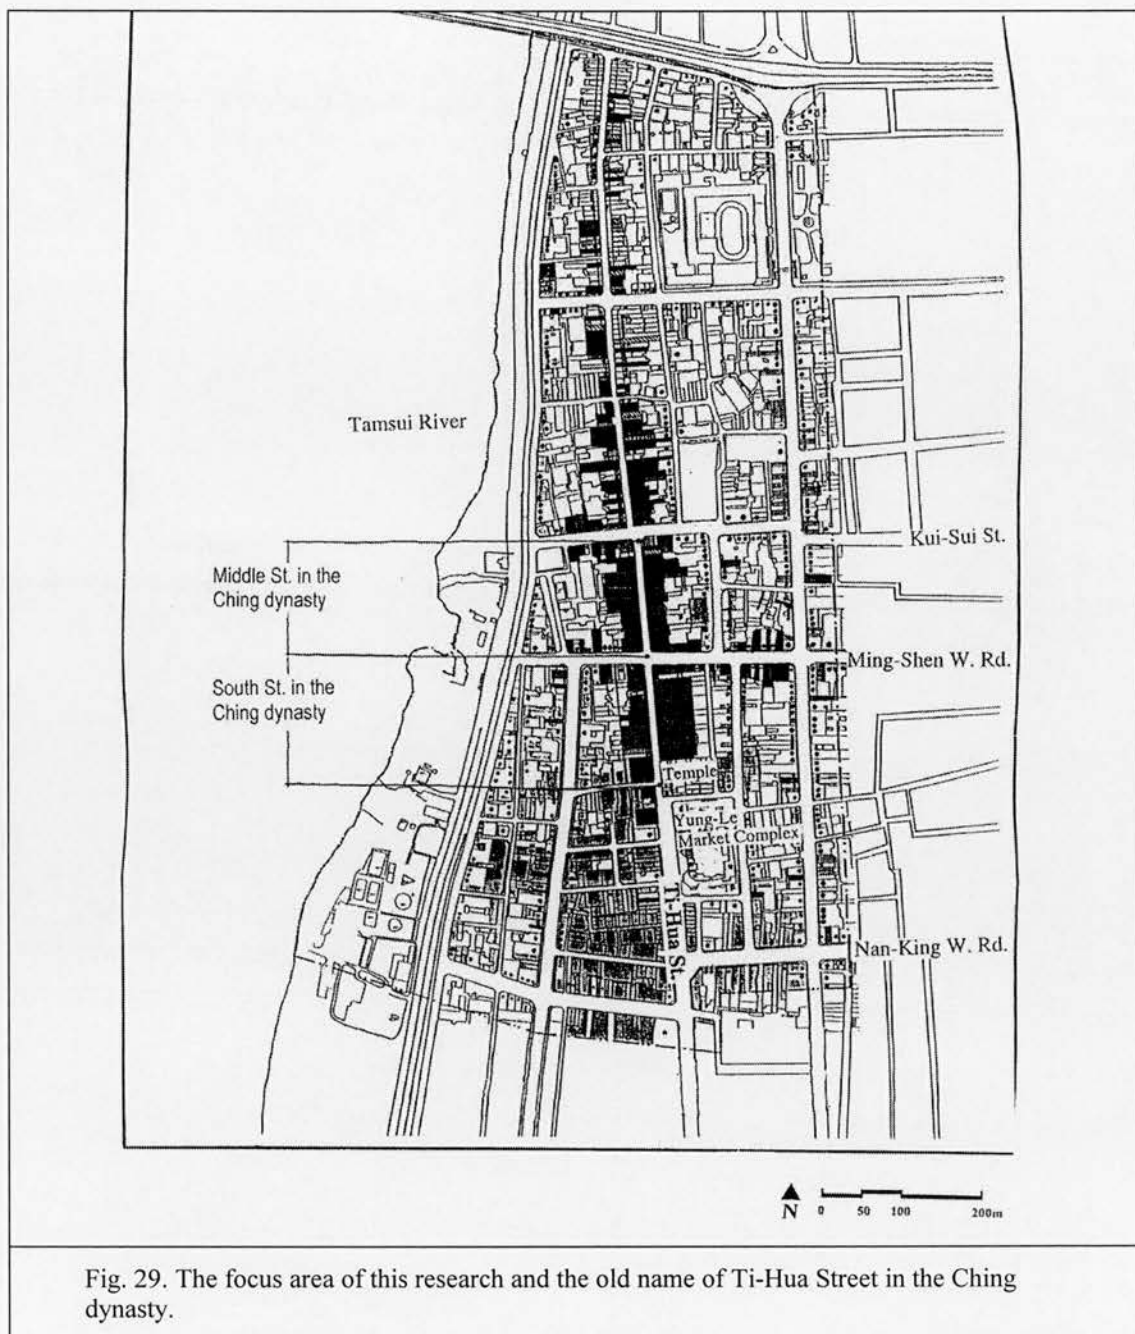 Tamsui River
Kui-Sui St.
Middle St. in the
Ching dynasty
Ming-Shen W. Rd.
South St. in the
Ching dynasty
Temple
Yung-Le
Market Complex
Ti-Hua St.
Nan-King W. Rd.
N
0 50 100 200m
Fig. 29. The focus area of this research and the old name of Ti-Hua Street in the Ching
dynasty.